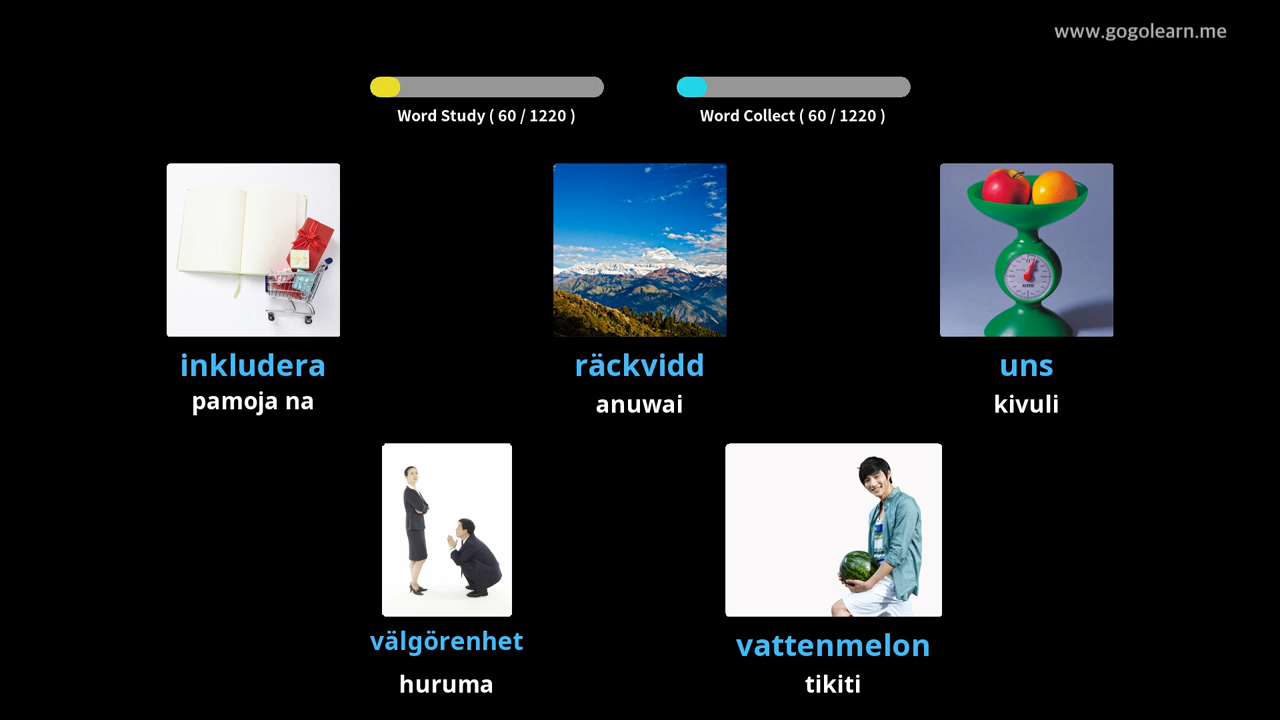 www.gogolearn.me
Word Study ( 60 / 1220 )
Word Collect ( 60 / 1220 )
inkludera
pamoja na
räckvidd
anuwai
uns
kivuli
välgörenhet
huruma
vattenmelon
tikiti